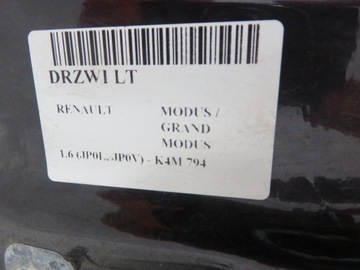 DRZWI LT
RENAULT MODUS /
GRAND
MODUS
1.6 (JP0L, JP0V) - K4M 794